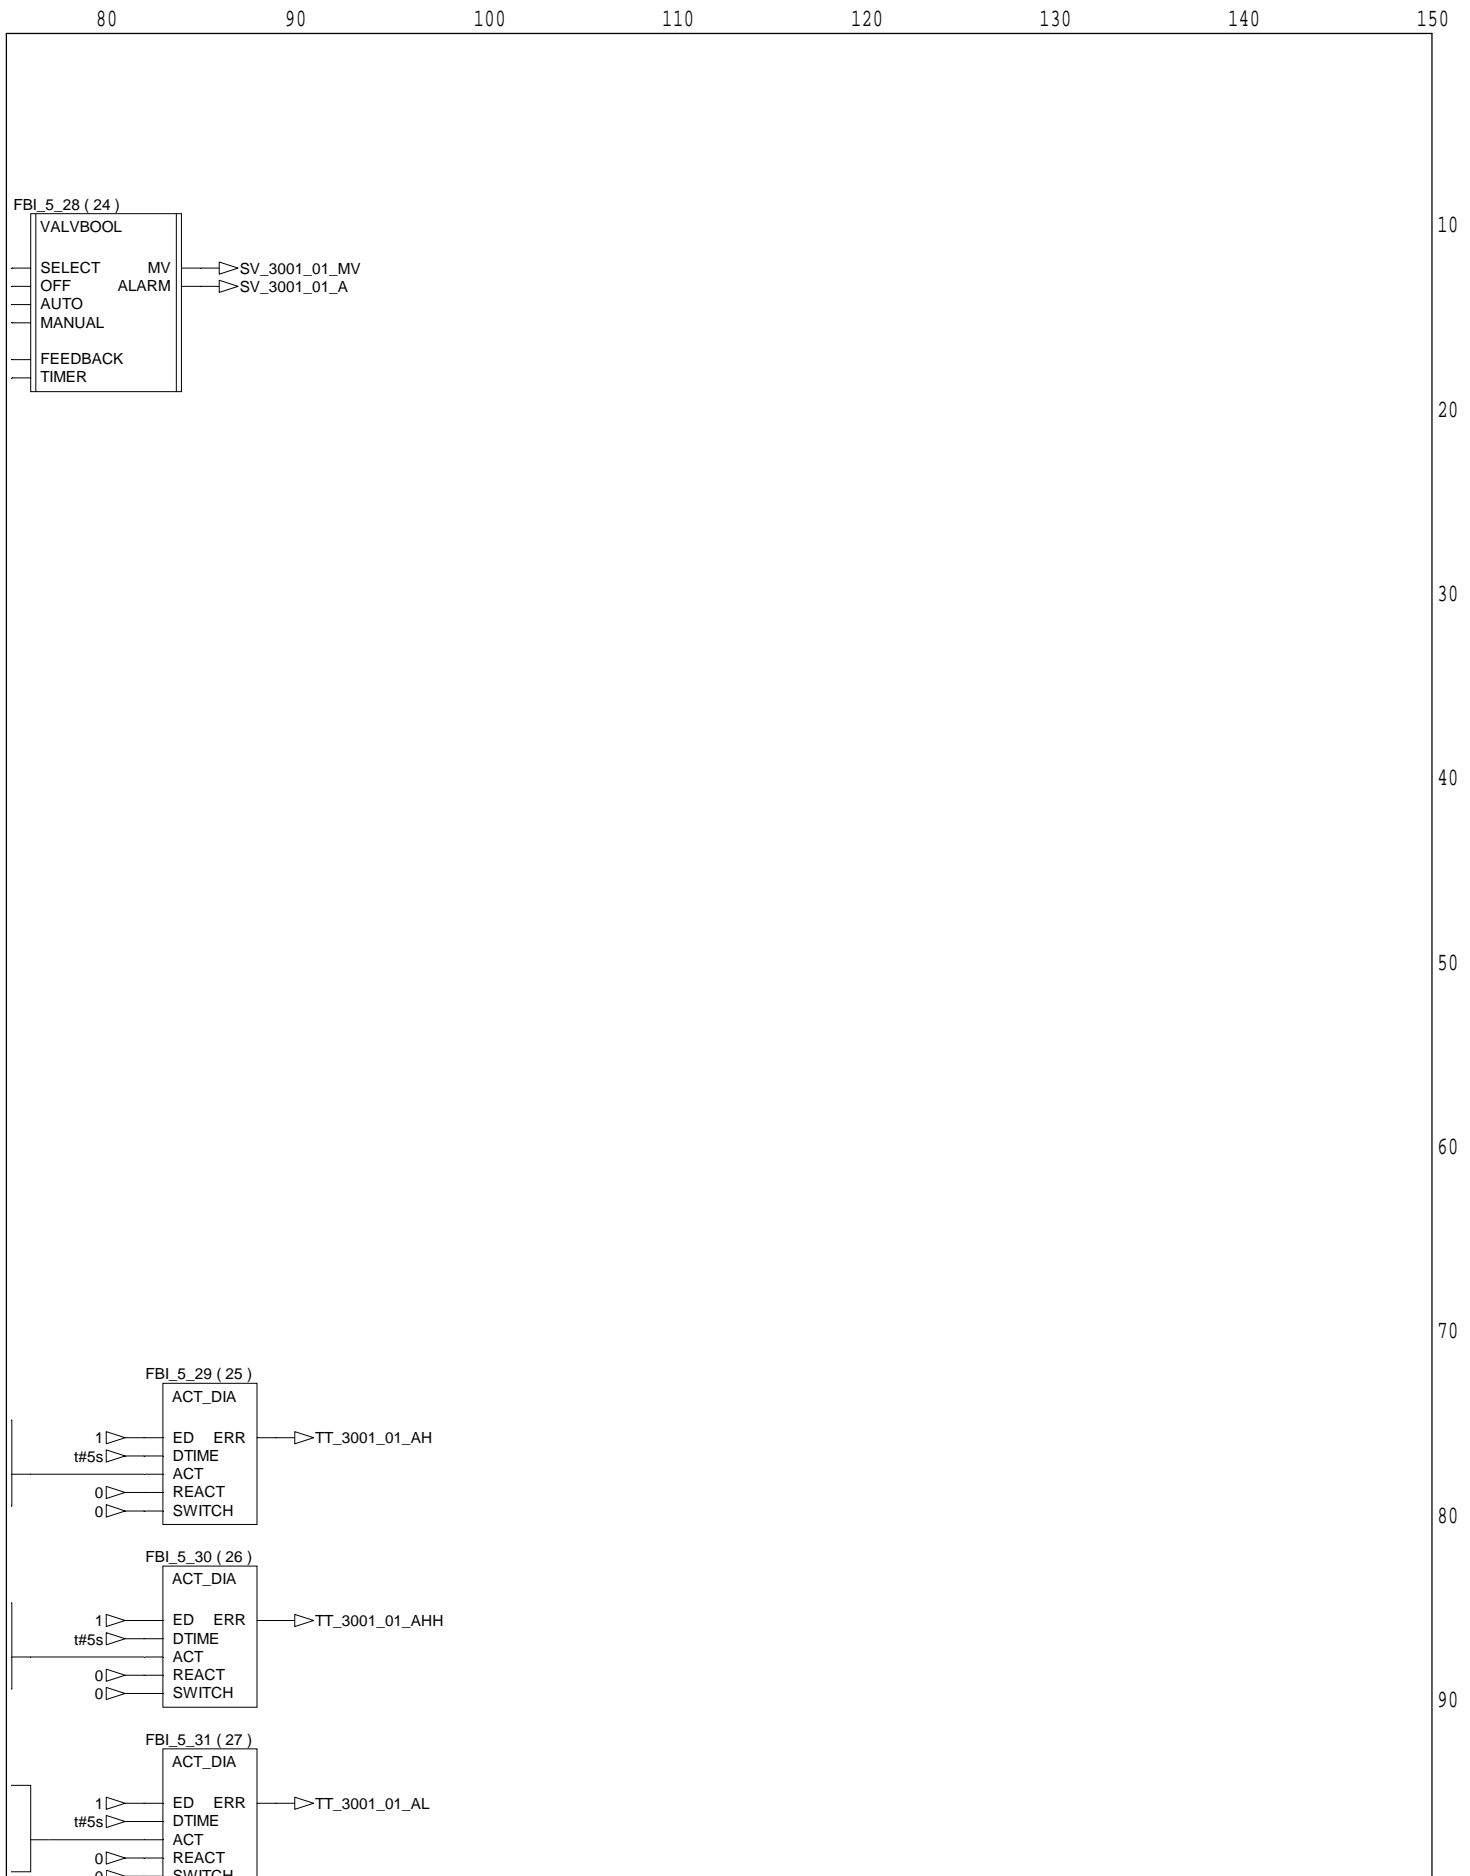 80 90 100 110 120 130 140 150
FBI_5_28 ( 24 )
VALVBOOL
10
SELECT MV SV_3001_01_MV
OFF ALARM SV_3001_01_A
AUTO
MANUAL
FEEDBACK
TIMER
20
30
40
50
60
70
FBI_5_29 ( 25 )
ACT_DIA
1 ED ERR TT_3001_01_AH
t#5s DTIME
ACT
0 REACT
0 SWITCH
80
FBI_5_30 ( 26 )
ACT_DIA
1 ED ERR TT_3001_01_AHH
t#5s DTIME
ACT
0 REACT
0 SWITCH
90
FBI_5_31 ( 27 )
ACT_DIA
1 ED ERR TT_3001_01_AL
t#5s DTIME
ACT
0 REACT
0 SWITCH